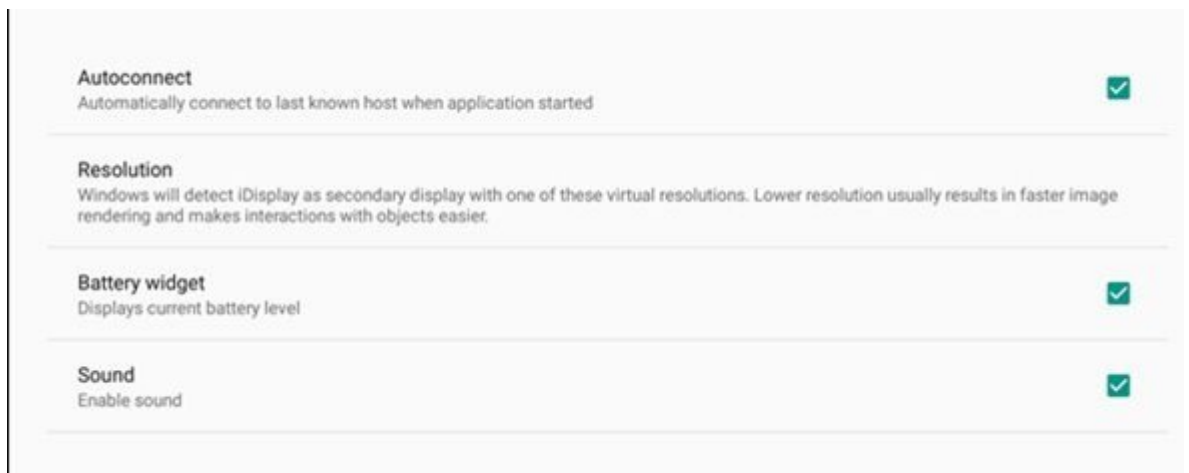 Autoconnect
Automatically connect to last known host when application started
Resolution
Windows will detect iDisplay as secondary display with one of these virtual resolutions. Lower resolution usually results in faster image
rendering and makes interactions with objects easier.
Battery widget
Displays current battery level
Sound
Enable sound